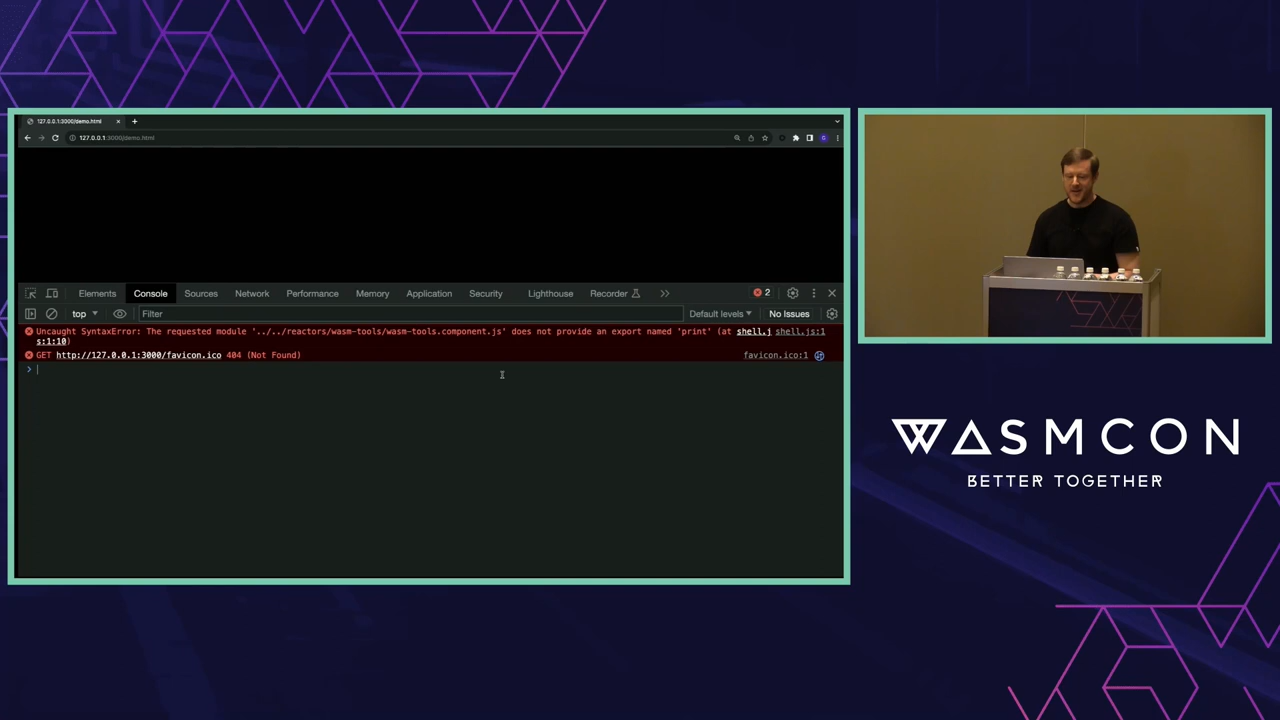 127.0.0.1:3000/demo.html
127.0.0.1:3000/demo.html
G
Elements Console Sources Network Performance Memory Application Security Lighthouse Recorder 2
top Filter Default levels No Issues
Uncaught SyntaxError: The requested module '../../reactors/wasm-tools/wasm-tools.component.js' does not provide an export named 'print' (at shell.j shell.js:1
s:1:10)
GET http://127.0.0.1:3000/favicon.ico 404 (Not Found) favicon.ico:1
WASMCON
BETTER TOGETHER